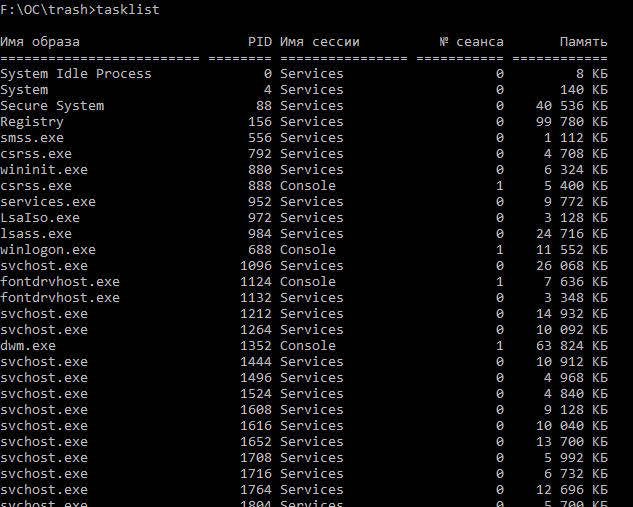 F:\OC\trash>tasklist
Имя образа PID Имя сессии № сеанса Память
========================= ======== ================ =========== ============
System Idle Process 0 Services 0 8 КБ
System 4 Services 0 140 КБ
Secure System 88 Services 0 40 536 КБ
Registry 156 Services 0 99 780 КБ
smss.exe 556 Services 0 1 112 КБ
csrss.exe 792 Services 0 4 708 КБ
wininit.exe 880 Services 0 6 324 КБ
csrss.exe 888 Console 1 5 400 КБ
services.exe 952 Services 0 9 772 КБ
LsaIso.exe 972 Services 0 3 128 КБ
lsass.exe 984 Services 0 24 716 КБ
winlogon.exe 688 Console 1 11 552 КБ
svchost.exe 1096 Services 0 26 068 КБ
fontdrvhost.exe 1124 Console 1 7 636 КБ
fontdrvhost.exe 1132 Services 0 3 348 КБ
svchost.exe 1212 Services 0 14 932 КБ
svchost.exe 1264 Services 0 10 092 КБ
dwm.exe 1352 Console 1 63 824 КБ
svchost.exe 1444 Services 0 10 912 КБ
svchost.exe 1496 Services 0 4 968 КБ
svchost.exe 1524 Services 0 4 840 КБ
svchost.exe 1608 Services 0 9 128 КБ
svchost.exe 1616 Services 0 10 040 КБ
svchost.exe 1652 Services 0 13 700 КБ
svchost.exe 1708 Services 0 5 992 КБ
svchost.exe 1716 Services 0 6 732 КБ
svchost.exe 1764 Services 0 12 696 КБ
svchost.exe 1804 Services 0 5 700 КБ